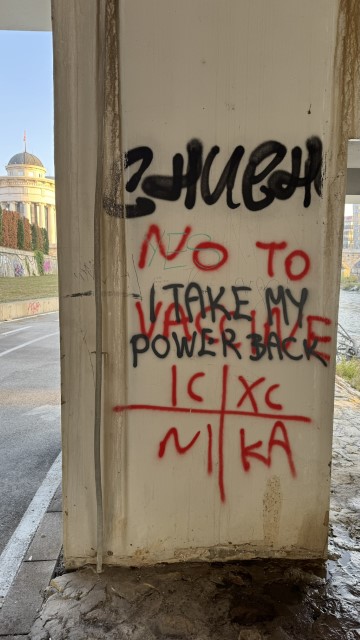 NO TO
I TAKE MY
VACCINE
POWER BACK
IC XC
NI KA